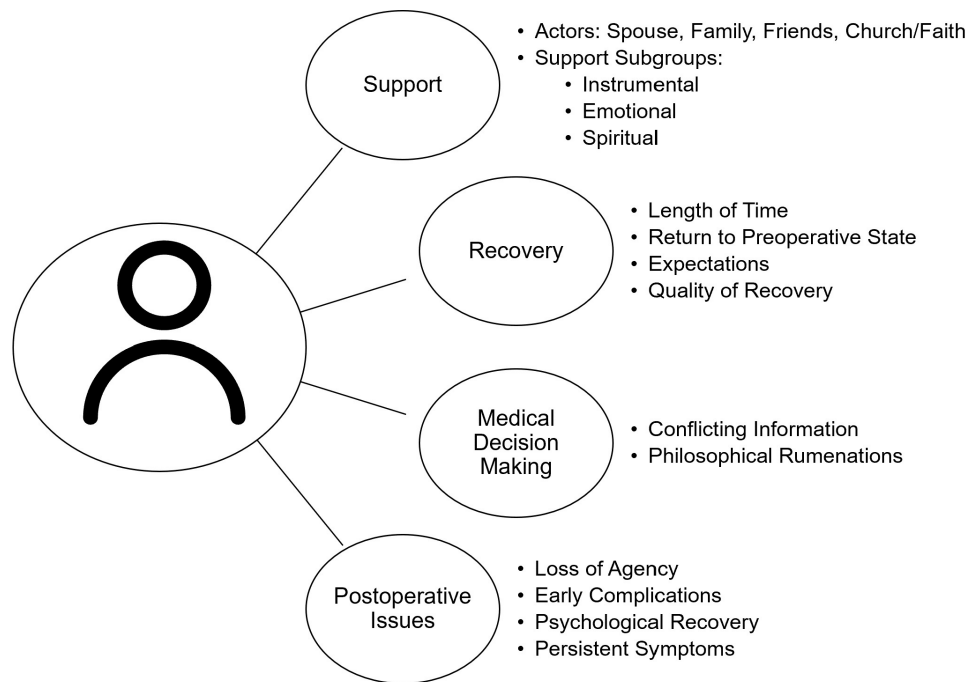 Support
• Actors: Spouse, Family, Friends, Church/Faith
• Support Subgroups:
• Instrumental
• Emotional
• Spiritual
Recovery
• Length of Time
• Return to Preoperative State
• Expectations
• Quality of Recovery
Medical
Decision
Making
• Conflicting Information
• Philosophical Rumenations
Postoperative
Issues
• Loss of Agency
• Early Complications
• Psychological Recovery
• Persistent Symptoms